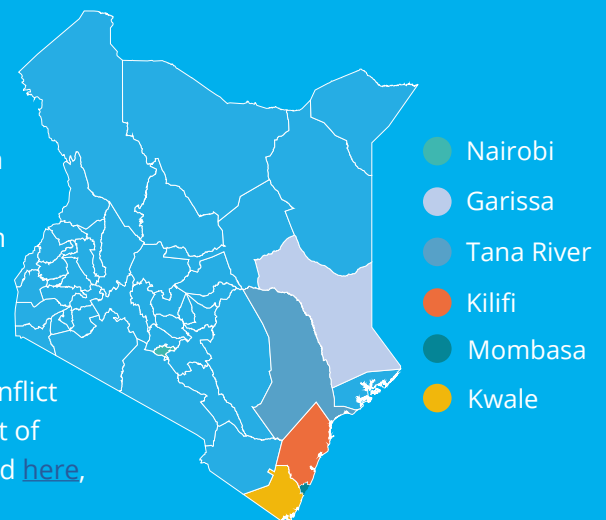 Nairobi
Garissa
n
Tana River
Kilifi
Mombasa
nflict
Kwale
t of
d here,